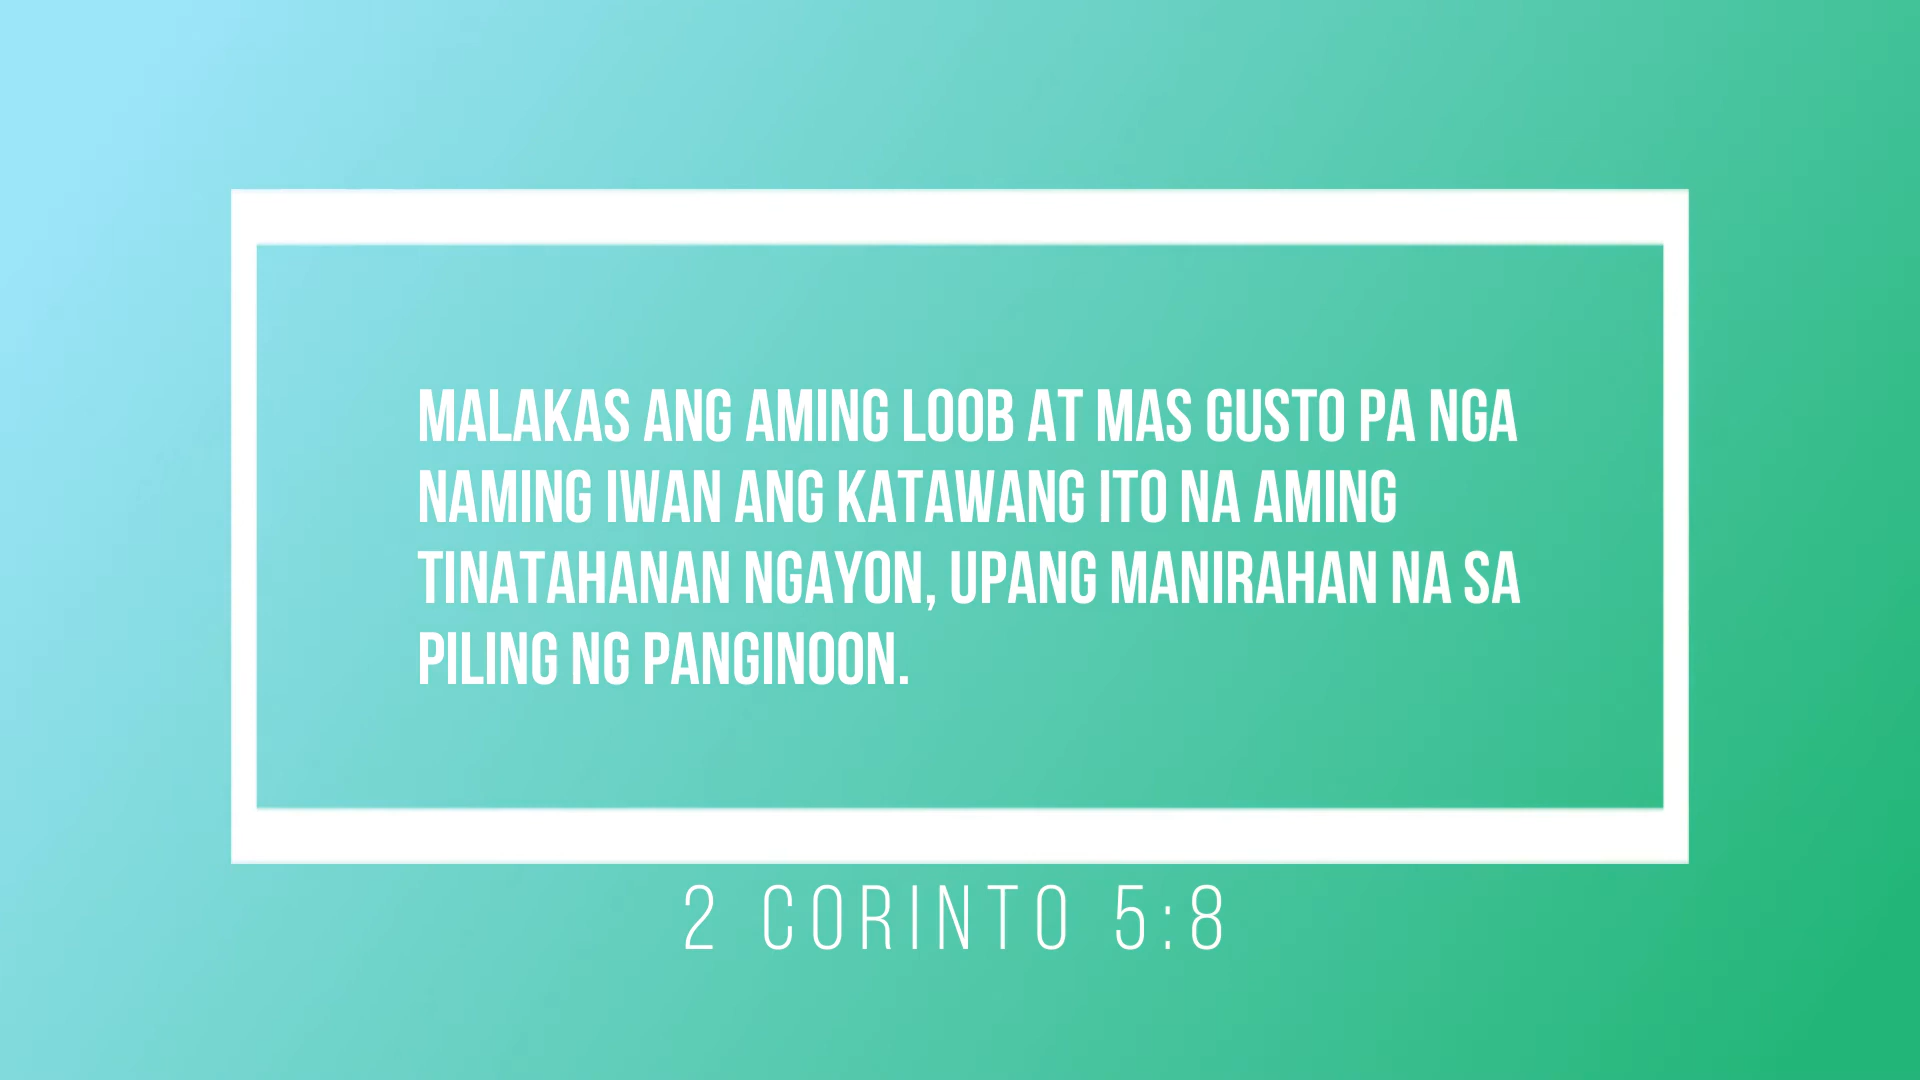 MALAKAS ANG AMING LOOB AT MAS GUSTO PA NGA
NAMING IWAN ANG KATAWANG ITO NA AMING
TINATAHANAN NGAYON, UPANG MANIRAHAN NA SA
PILING NG PANGINOON.
2 CORINTO 5:8